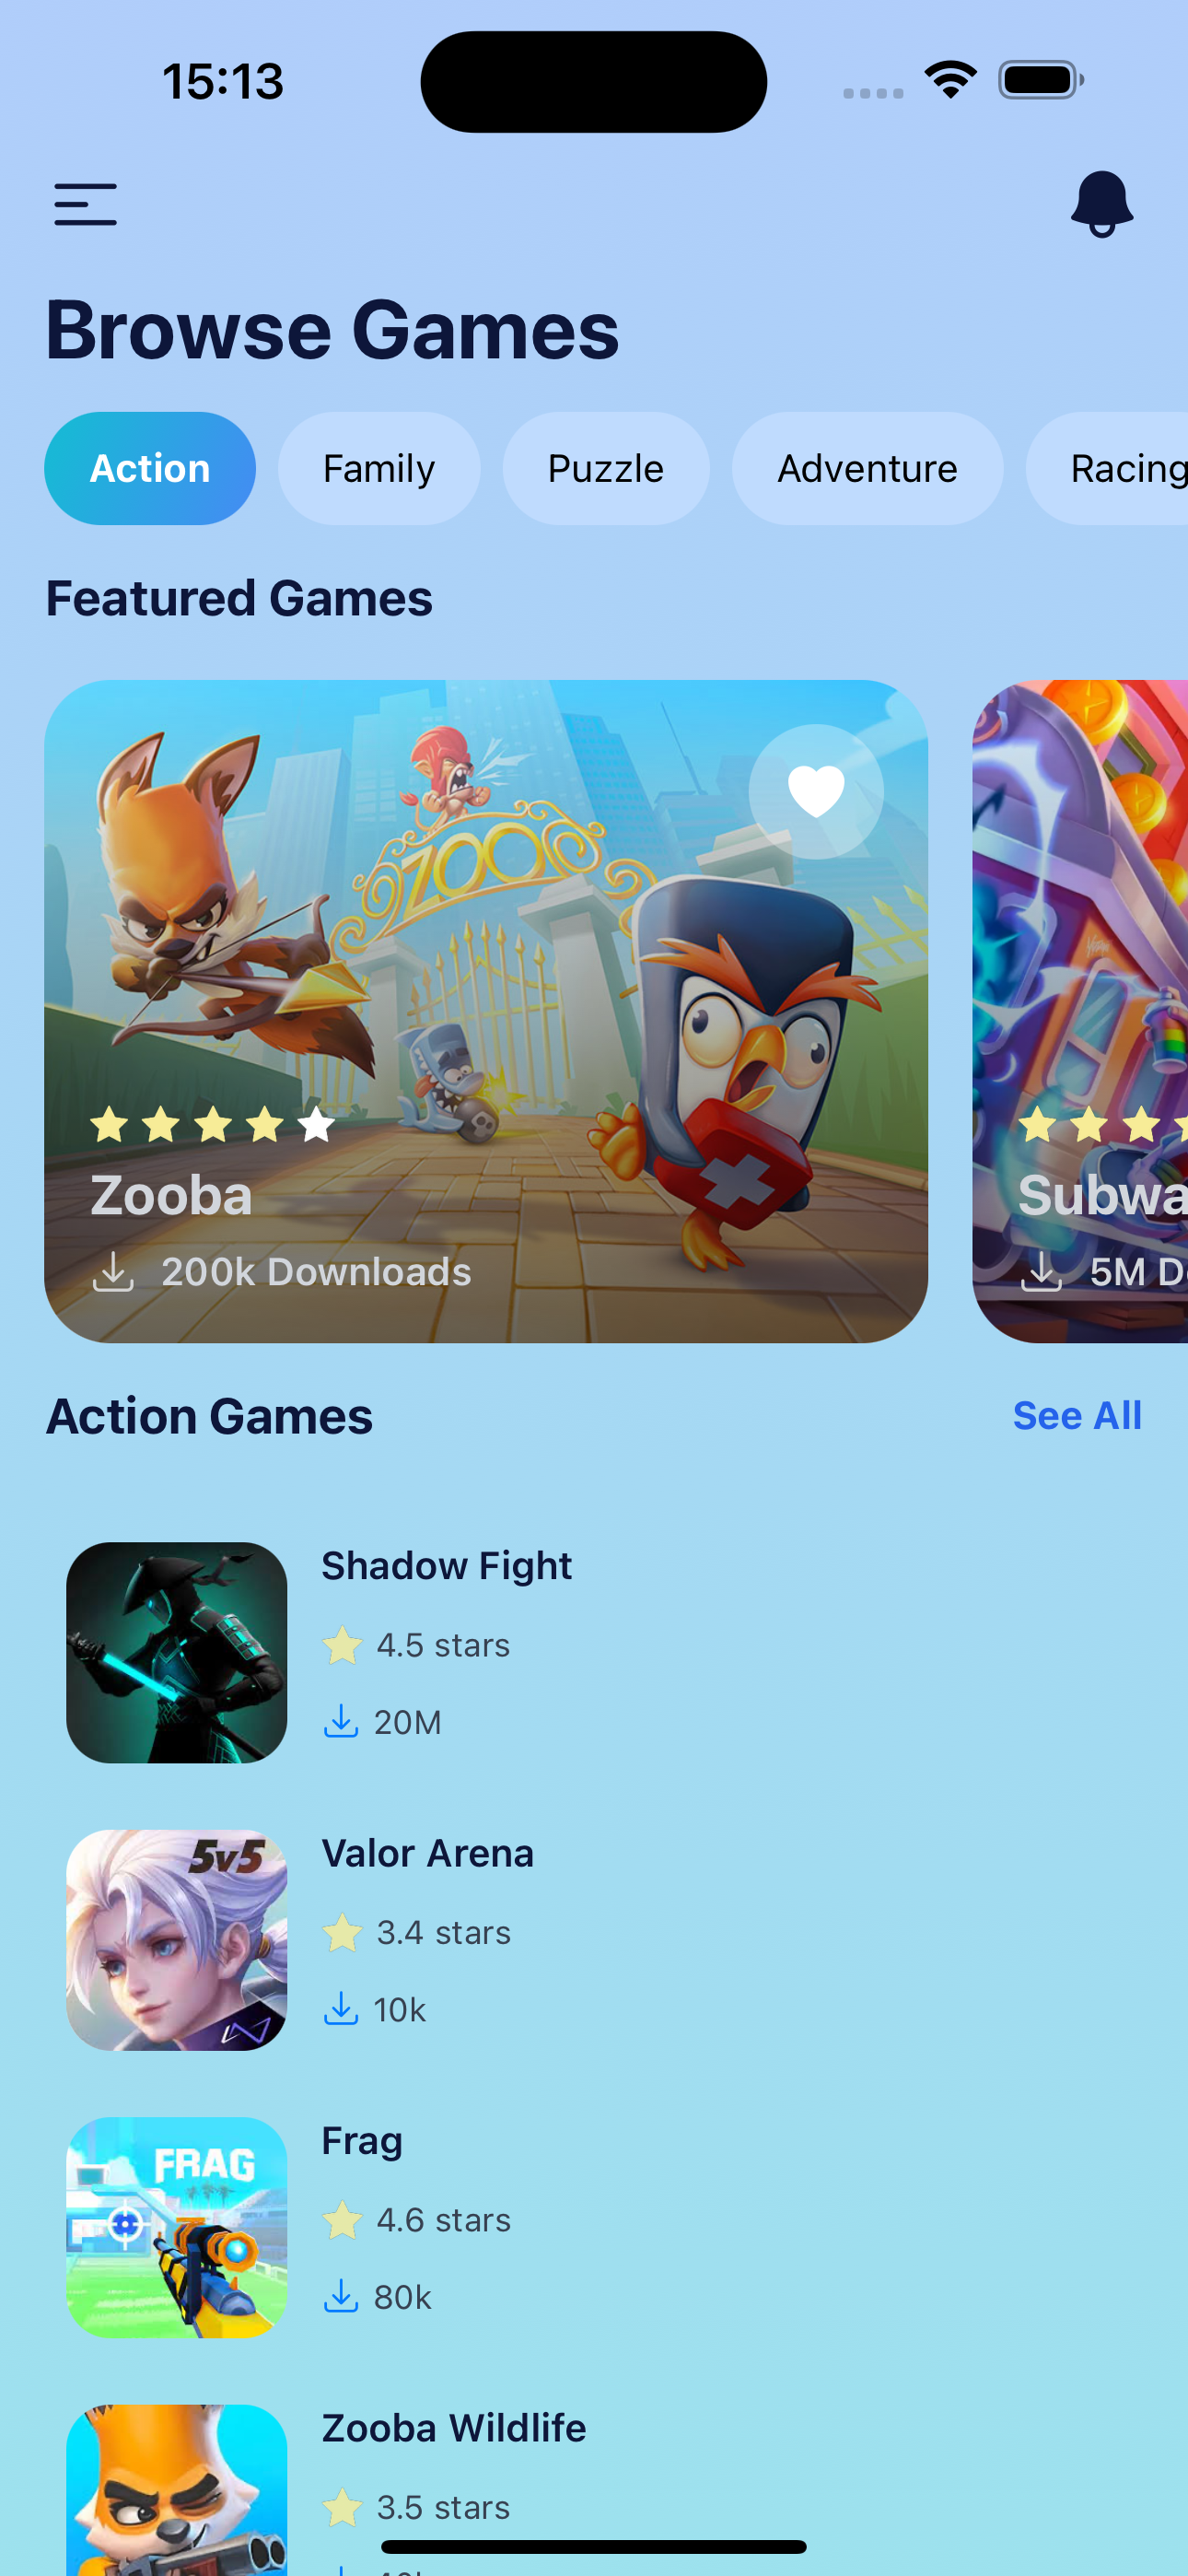 15:13
Browse Games
Action Family Puzzle Adventure Racing
Featured Games
ZOO
Zooba
200k Downloads
Subwa
5M D
Action Games See All
Shadow Fight
4.5 stars
20M
5v5
Valor Arena
3.4 stars
10k
FRAG
Frag
4.6 stars
80k
Zooba Wildlife
3.5 stars